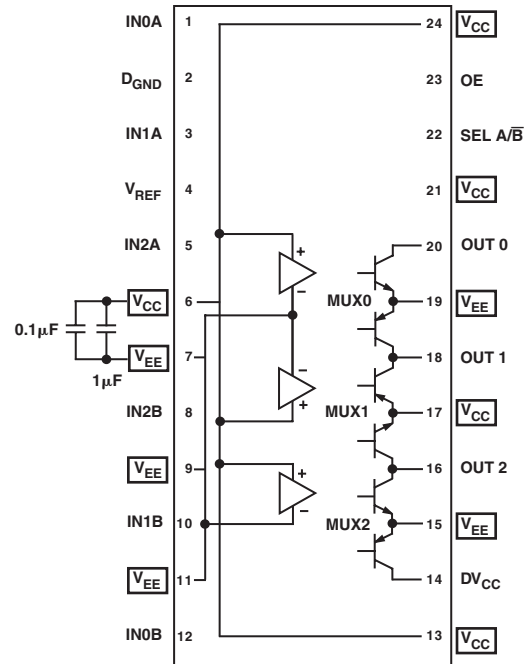 IN0A 1 24 VCC
DGND 2 23 OE
IN1A 3 22 SEL A/B̅
VREF 4 21 VCC
IN2A 5 20 OUT 0
+
MUX0
VCC 6 – 19 VEE
0.1µF
VEE 7 18 OUT 1
1µF
–
IN2B 8 + MUX1 17 VCC
VEE 9 + 16 OUT 2
IN1B 10 – MUX2 15 VEE
VEE 11 14 DVCC
IN0B 12 13 VCC